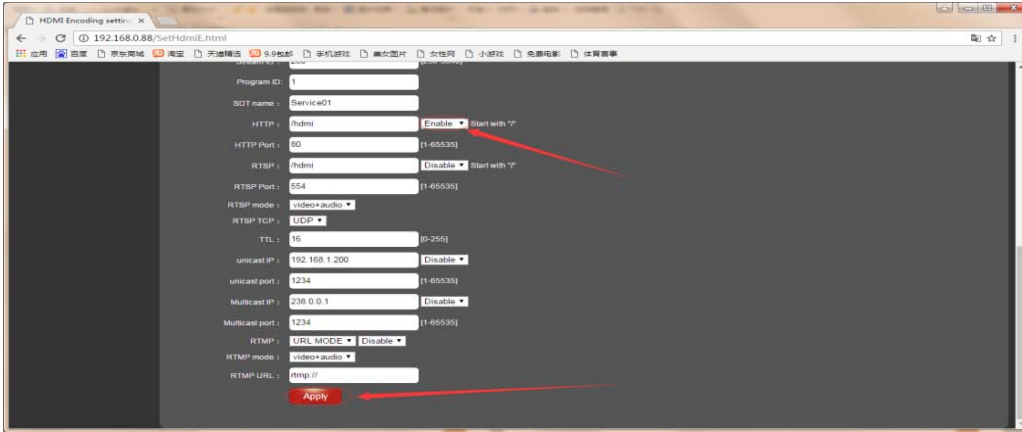 HDMI Encoding settin
192.168.0.88/SetHdmiE.html
应用 百度 京东商城 淘宝 天猫精选 9.9包邮 手机游戏 美女图片 女性网 小游戏 免费电影 体育赛事
Program ID: 1
SDT name : Service01
HTTP : /hdmi Enable Start with "/"
HTTP Port : 80 [1-65535]
RTSP : /hdmi Disable Start with "/"
RTSP Port : 554 [1-65535]
RTSP mode : video+audio
RTSP TCP : UDP
TTL : 16 [0-255]
unicast IP : 192.168.1.200 Disable
unicast port : 1234 [1-65535]
Multicast IP : 238.0.0.1 Disable
Multicast port : 1234 [1-65535]
RTMP : URL MODE Disable
RTMP mode : video+audio
RTMP URL : rtmp://
Apply